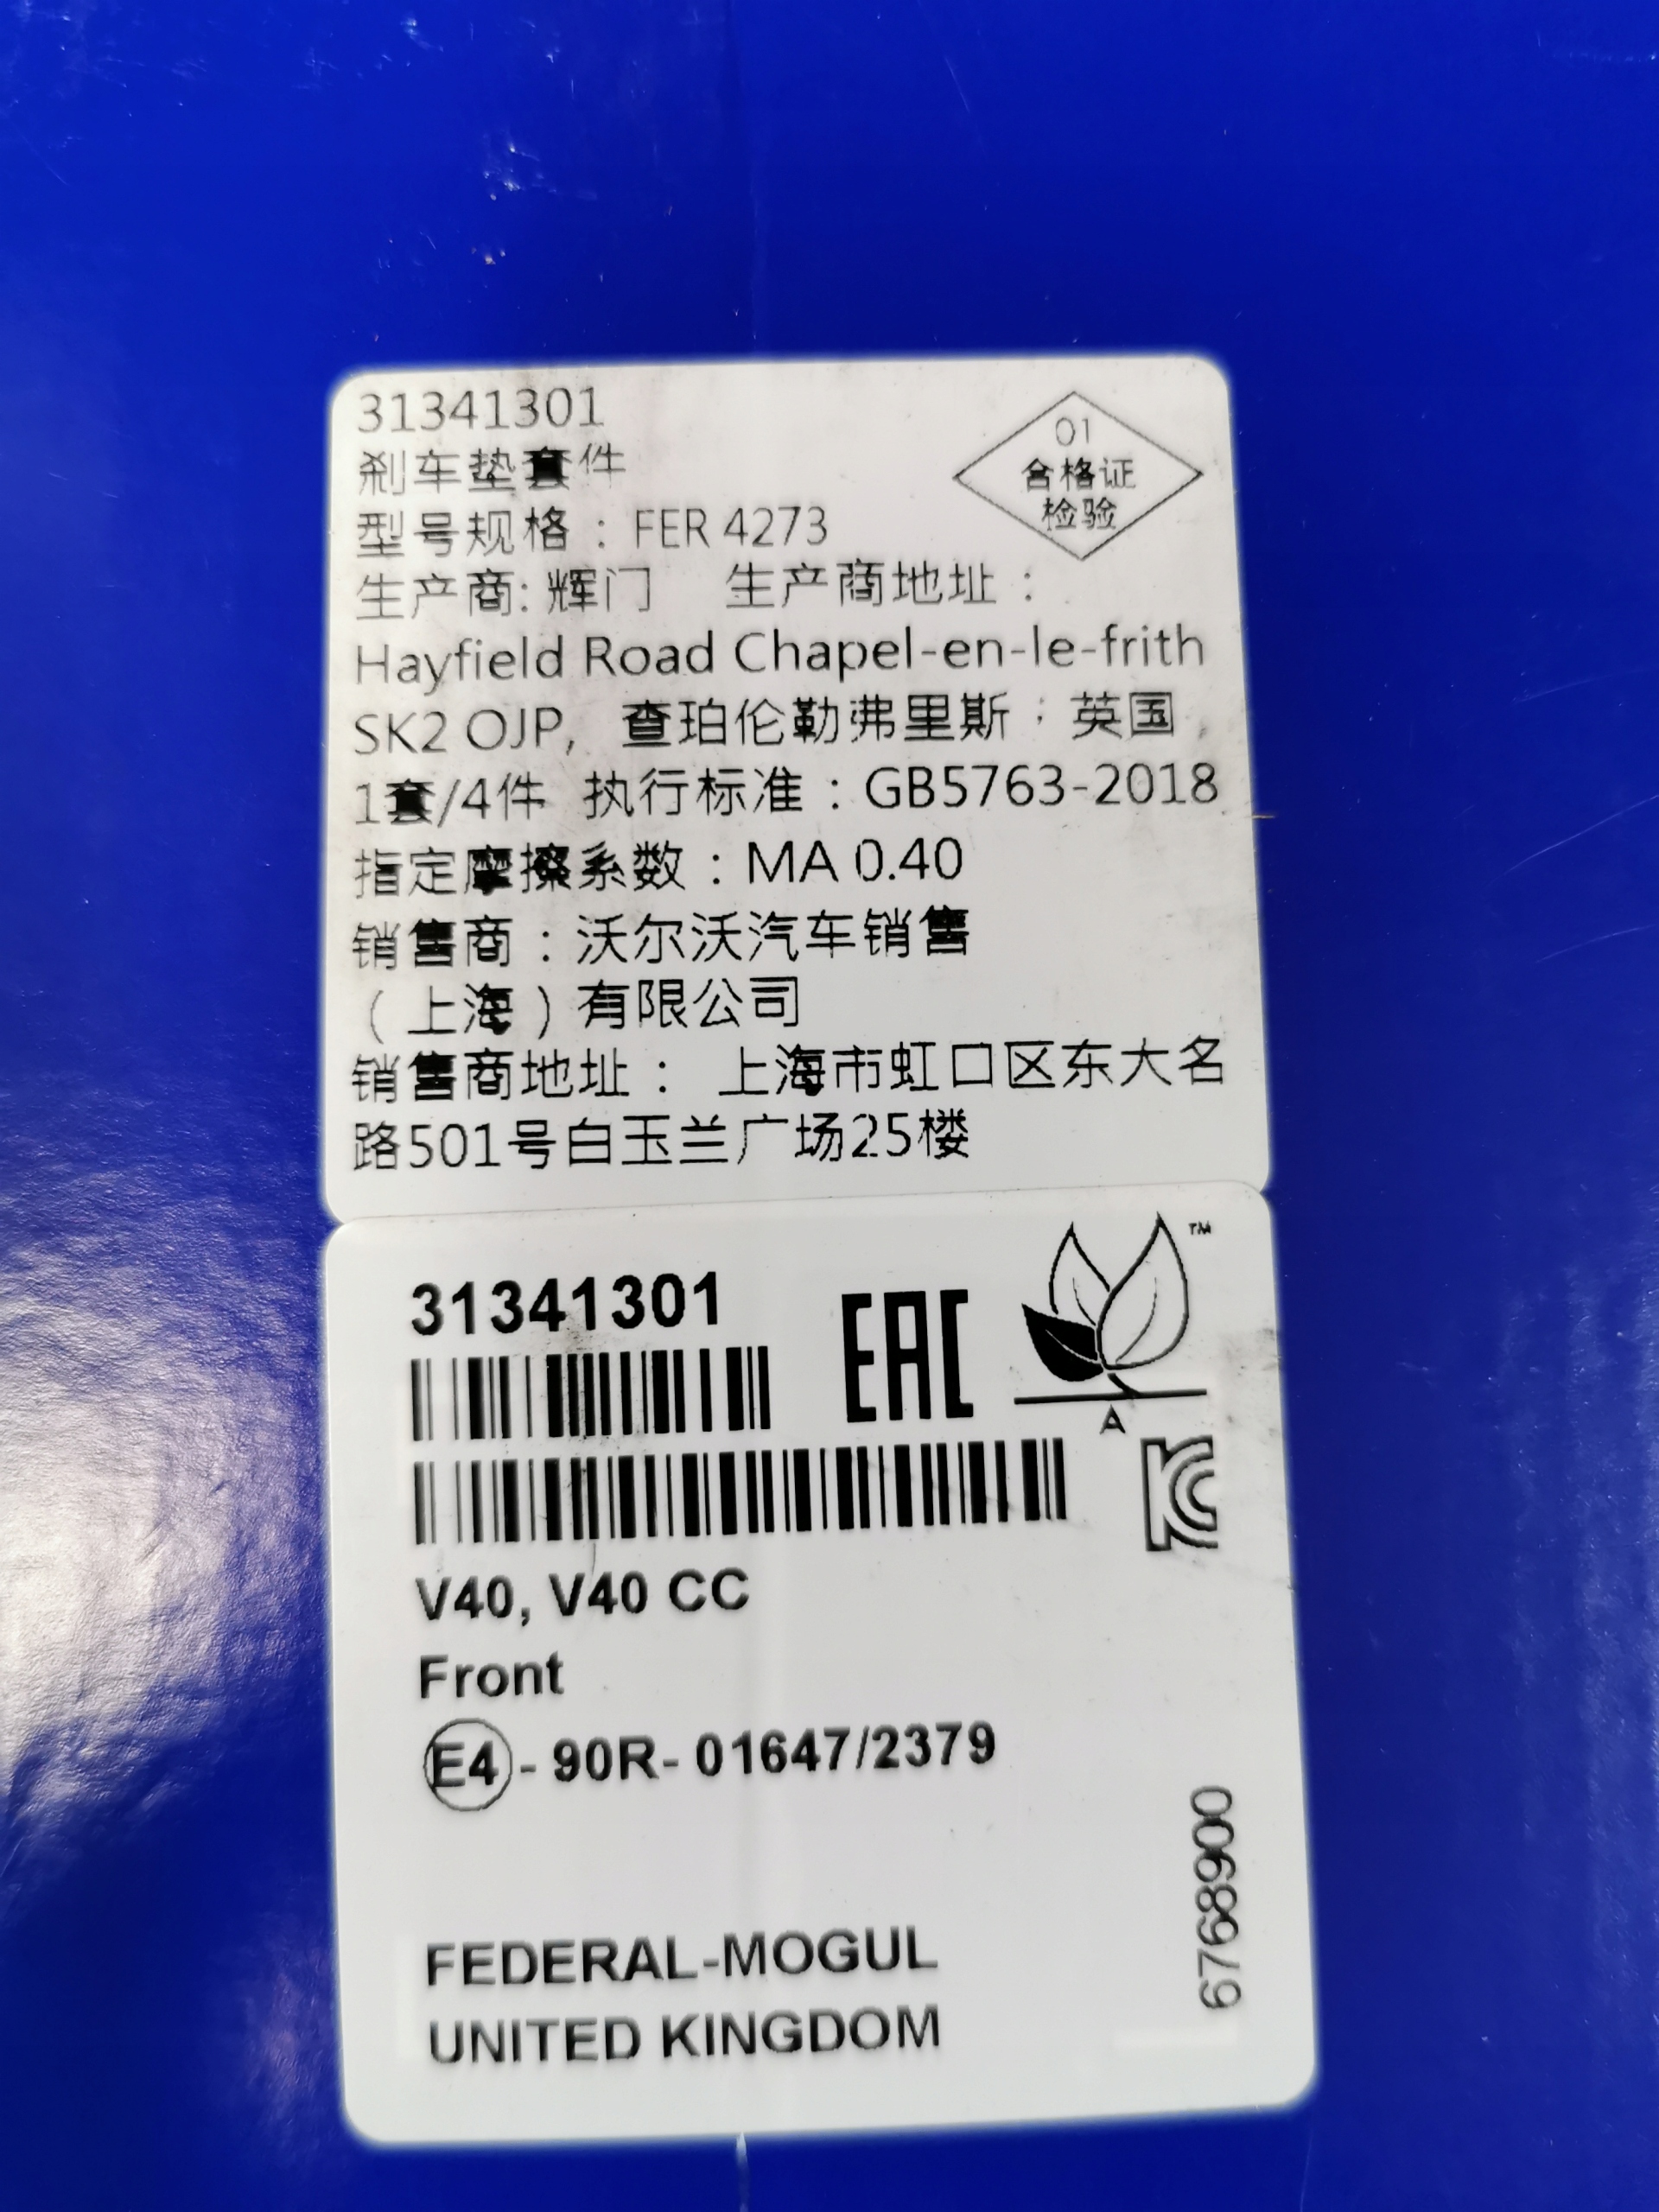 31341301
刹车垫套件
01
合格证
检验
型号规格：FER 4273
生产商: 辉门 生产商地址：
Hayfield Road Chapel-en-le-frith
SK2 OJP, 查珀伦勒弗里斯；英国，
1套/4件 执行标准：GB5763-2018
指定摩擦系数：MA 0.40
销售商：沃尔沃汽车销售
（上海）有限公司
销售商地址： 上海市虹口区东大名
路501号白玉兰广场25楼
31341301
EAC
TM
A
KC
V40, V40 CC
Front
E4 - 90R- 01647/2379
FEDERAL-MOGUL
UNITED KINGDOM
6798900